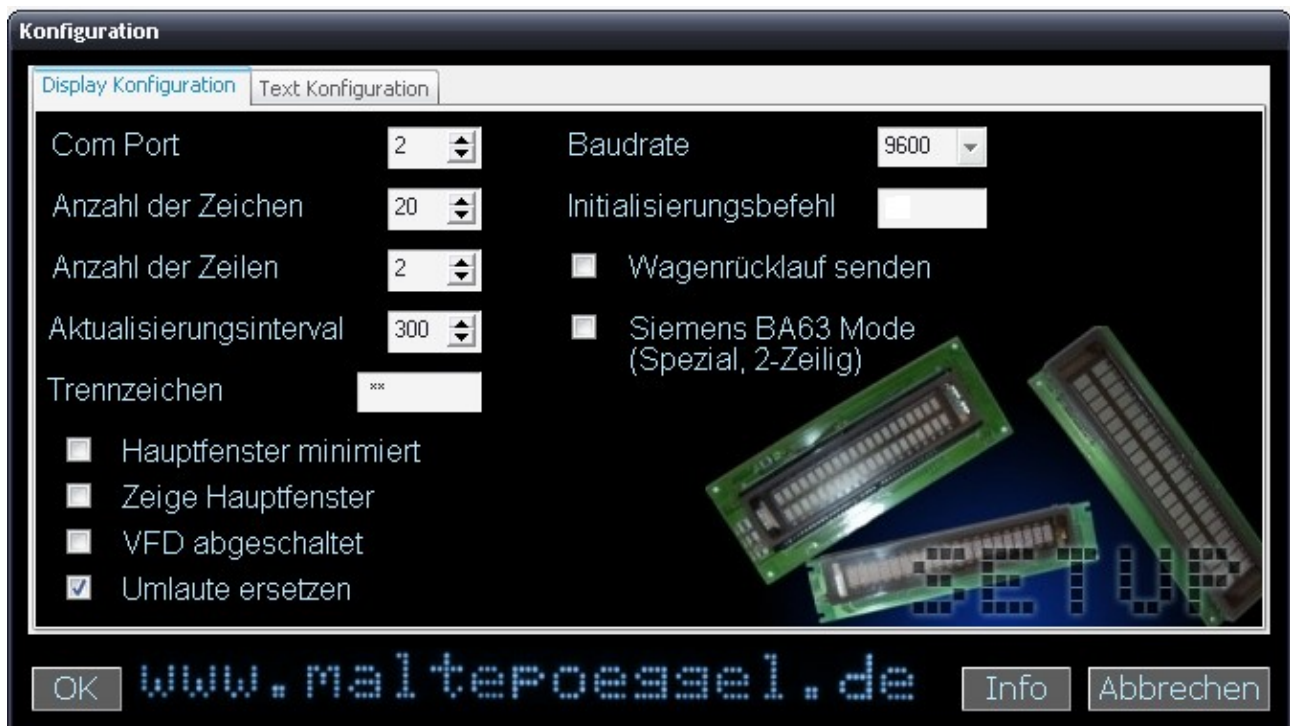 Konfiguration
Display Konfiguration
Text Konfiguration
Com Port
2
Baudrate
9600
Anzahl der Zeichen
20
Initialisierungsbefehl
Anzahl der Zeilen
2
Wagenrücklauf senden
Aktualisierungsinterval
300
Siemens BA63 Mode
(Spezial, 2-Zeilig)
Trennzeichen
**
Hauptfenster minimiert
Zeige Hauptfenster
VFD abgeschaltet
Umlaute ersetzen
SETUP
OK
www.maltepoeggel.de
Info
Abbrechen